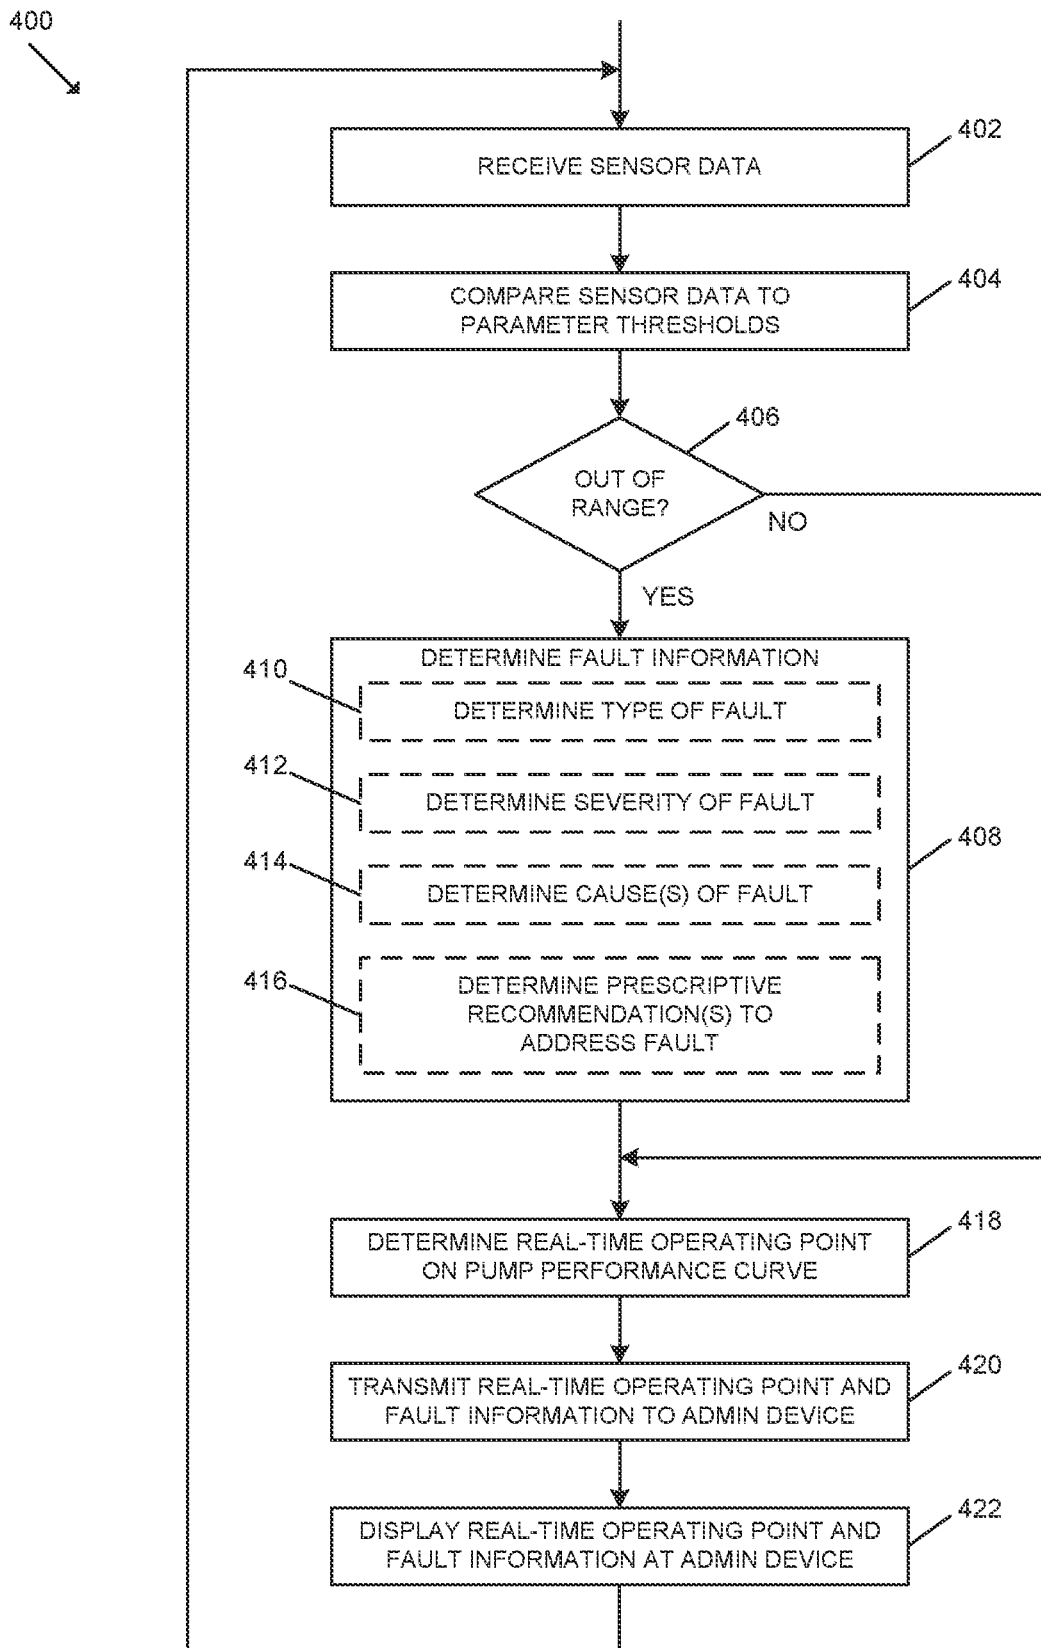 400
402
RECEIVE SENSOR DATA
404
COMPARE SENSOR DATA TO
PARAMETER THRESHOLDS
406
OUT OF
RANGE?
NO
YES
DETERMINE FAULT INFORMATION
410
DETERMINE TYPE OF FAULT
412
DETERMINE SEVERITY OF FAULT
408
414
DETERMINE CAUSE(S) OF FAULT
416
DETERMINE PRESCRIPTIVE
RECOMMENDATION(S) TO
ADDRESS FAULT
418
DETERMINE REAL-TIME OPERATING POINT
ON PUMP PERFORMANCE CURVE
420
TRANSMIT REAL-TIME OPERATING POINT AND
FAULT INFORMATION TO ADMIN DEVICE
422
DISPLAY REAL-TIME OPERATING POINT AND
FAULT INFORMATION AT ADMIN DEVICE